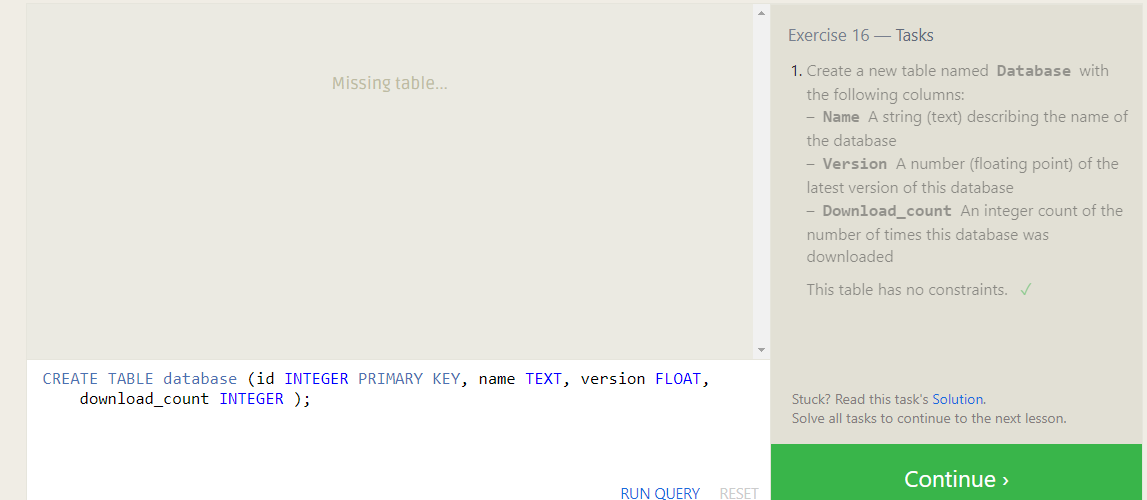 Missing table...
CREATE TABLE database (id INTEGER PRIMARY KEY, name TEXT, version FLOAT,
download_count INTEGER );
RUN QUERY RESET
Exercise 16 — Tasks
1. Create a new table named Database with
the following columns:
– Name A string (text) describing the name of
the database
– Version A number (floating point) of the
latest version of this database
– Download_count An integer count of the
number of times this database was
downloaded
This table has no constraints. ✓
Stuck? Read this task's Solution.
Solve all tasks to continue to the next lesson.
Continue ›